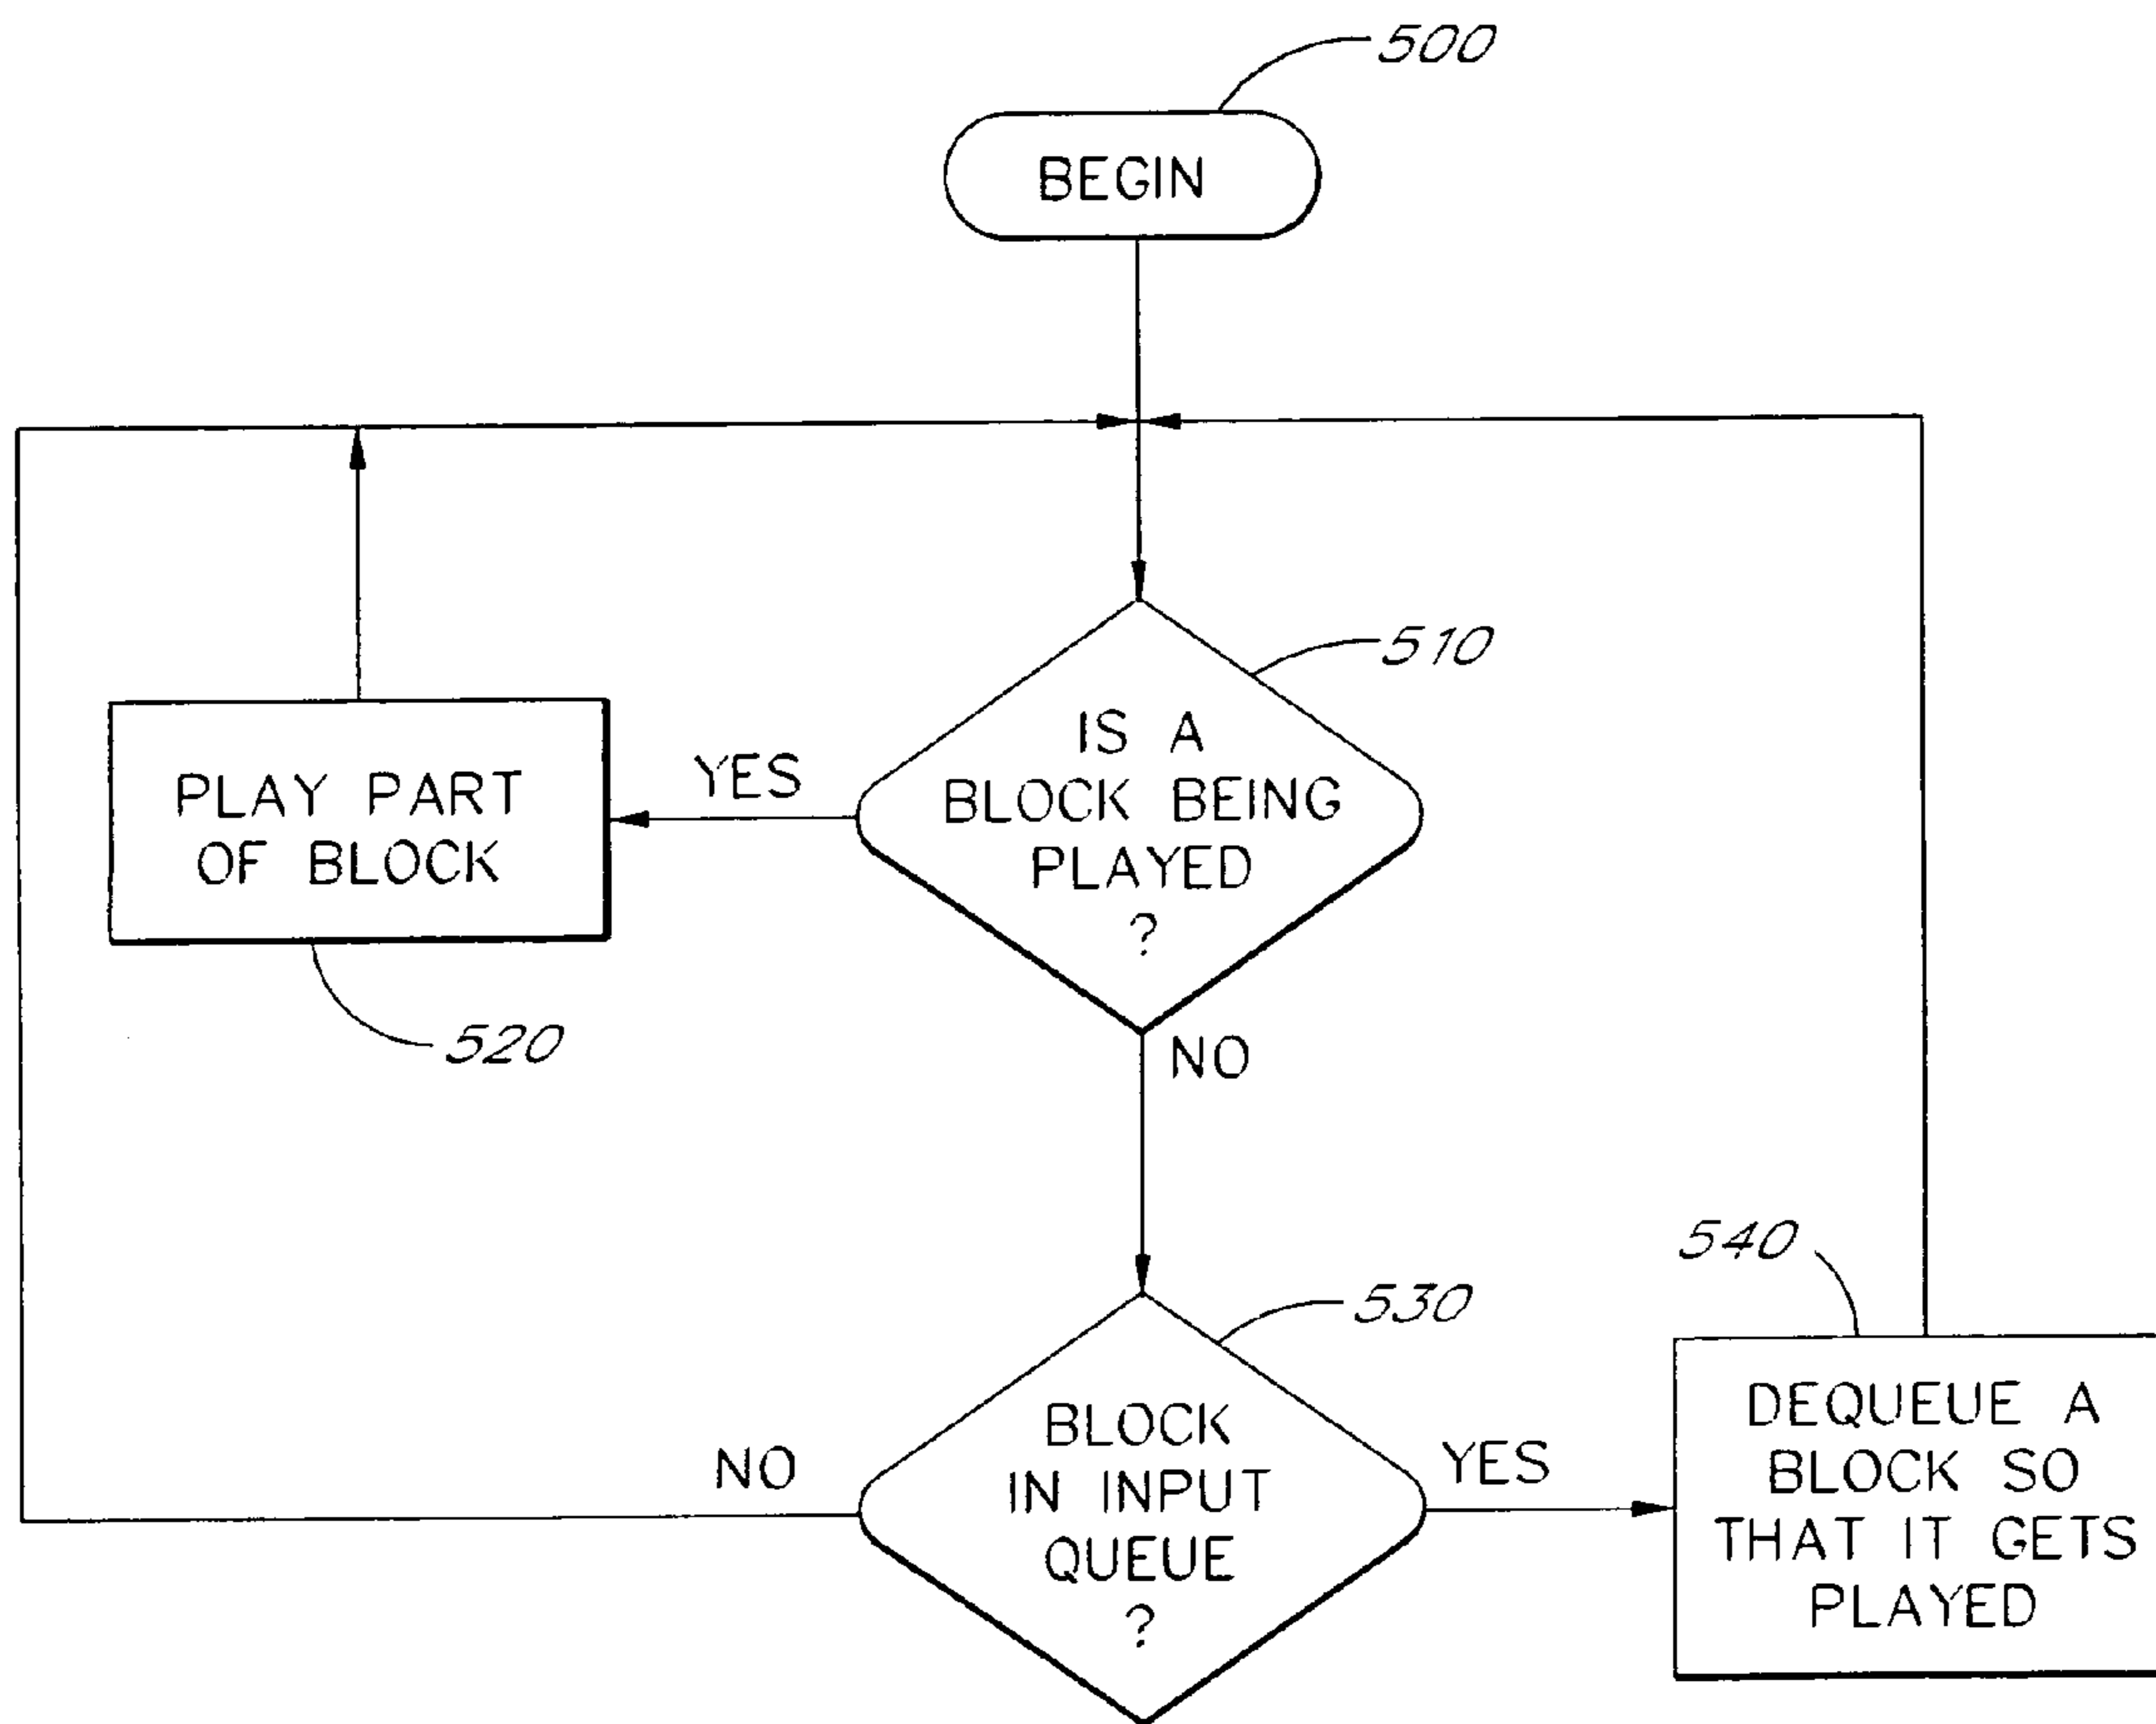 500
BEGIN
510
IS A
BLOCK BEING
PLAYED
?
YES
PLAY PART
OF BLOCK
520
NO
530
BLOCK
IN INPUT
QUEUE
?
NO
YES
540
DEQUEUE A
BLOCK SO
THAT IT GETS
PLAYED